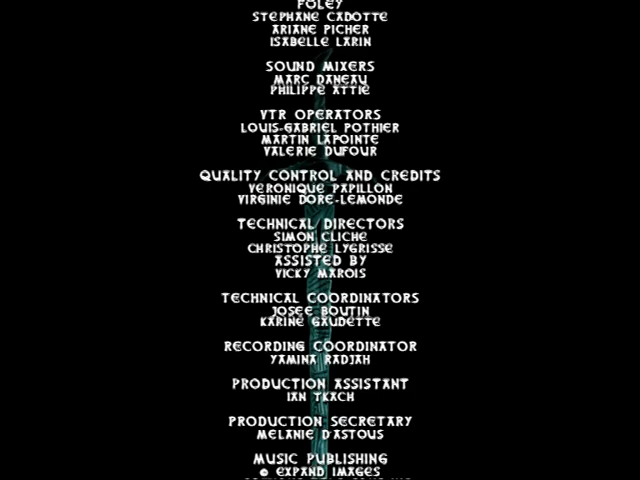 FOLEY
STEPHANE CADOTTE
ARIANE PICHER
ISABELLE LARIN
SOUND MIXERS
MARC DANEAU
PHILIPPE ATTIE
VTR OPERATORS
LOUIS-GABRIEL POTHIER
MARTIN LAPOINTE
VALERIE DUFOUR
QUALITY CONTROL AND CREDITS
VERONIQUE PAPILLON
VIRGINIE DORE-LEMONDE
TECHNICAL DIRECTORS
SIMON CLICHE
CHRISTOPHE LYGRISSE
ASSISTED BY
VICKY MAROIS
TECHNICAL COORDINATORS
JOSEE BOUTIN
KARINE GAUDETTE
RECORDING COORDINATOR
YAMINA RADJAH
PRODUCTION ASSISTANT
IAN TKACH
PRODUCTION SECRETARY
MELANIE D'ASTOUS
MUSIC PUBLISHING
© EXPAND IMAGES